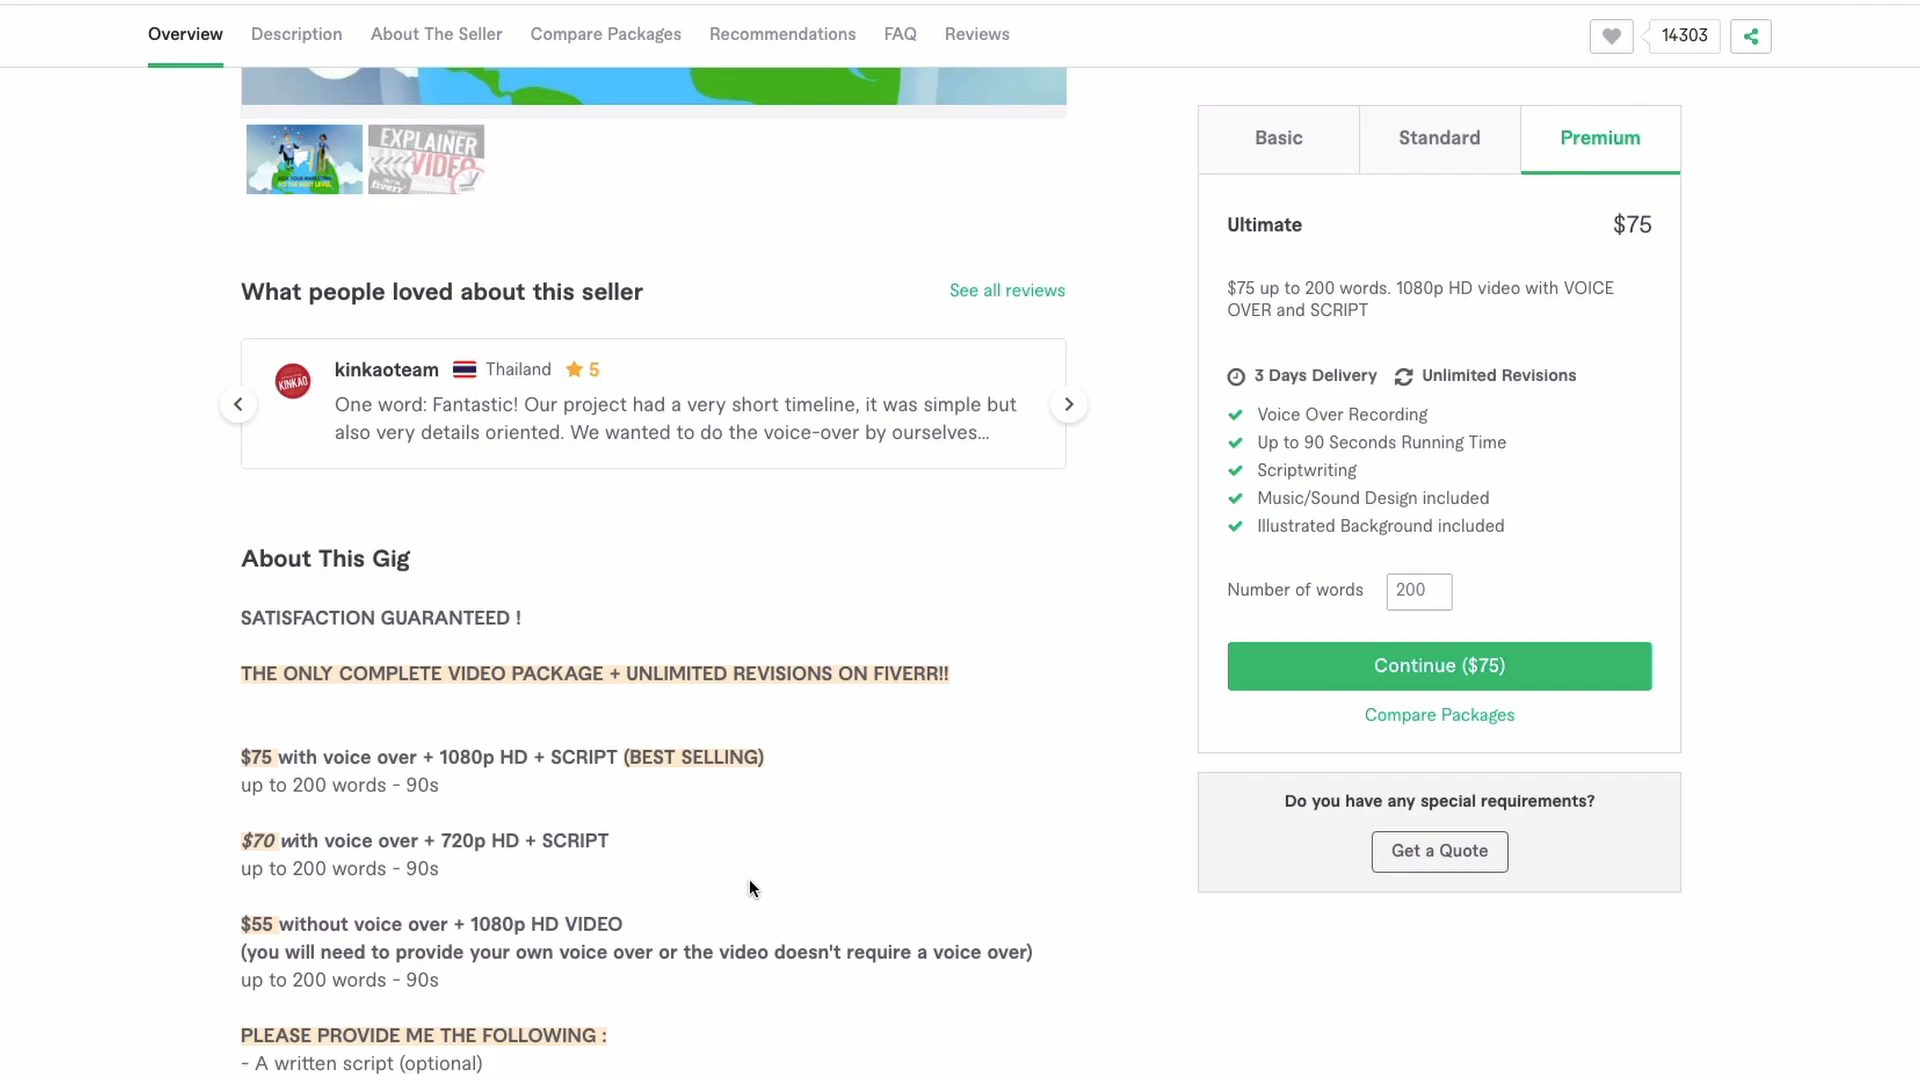 Overview Description About The Seller Compare Packages Recommendations FAQ Reviews 14303
EXPLAINER
VIDEO
fiverr
What people loved about this seller
See all reviews
kinkaoteam Thailand 5
KINKAO
One word: Fantastic! Our project had a very short timeline, it was simple but
also very details oriented. We wanted to do the voice-over by ourselves...
About This Gig
SATISFACTION GUARANTEED !
THE ONLY COMPLETE VIDEO PACKAGE + UNLIMITED REVISIONS ON FIVERR!!
$75 with voice over + 1080p HD + SCRIPT (BEST SELLING)
up to 200 words - 90s
$70 with voice over + 720p HD + SCRIPT
up to 200 words - 90s
$55 without voice over + 1080p HD VIDEO
(you will need to provide your own voice over or the video doesn't require a voice over)
up to 200 words - 90s
PLEASE PROVIDE ME THE FOLLOWING :
- A written script (optional)
Basic Standard Premium
Ultimate $75
$75 up to 200 words. 1080p HD video with VOICE
OVER and SCRIPT
3 Days Delivery Unlimited Revisions
Voice Over Recording
Up to 90 Seconds Running Time
Scriptwriting
Music/Sound Design included
Illustrated Background included
Number of words 200
Continue ($75)
Compare Packages
Do you have any special requirements?
Get a Quote